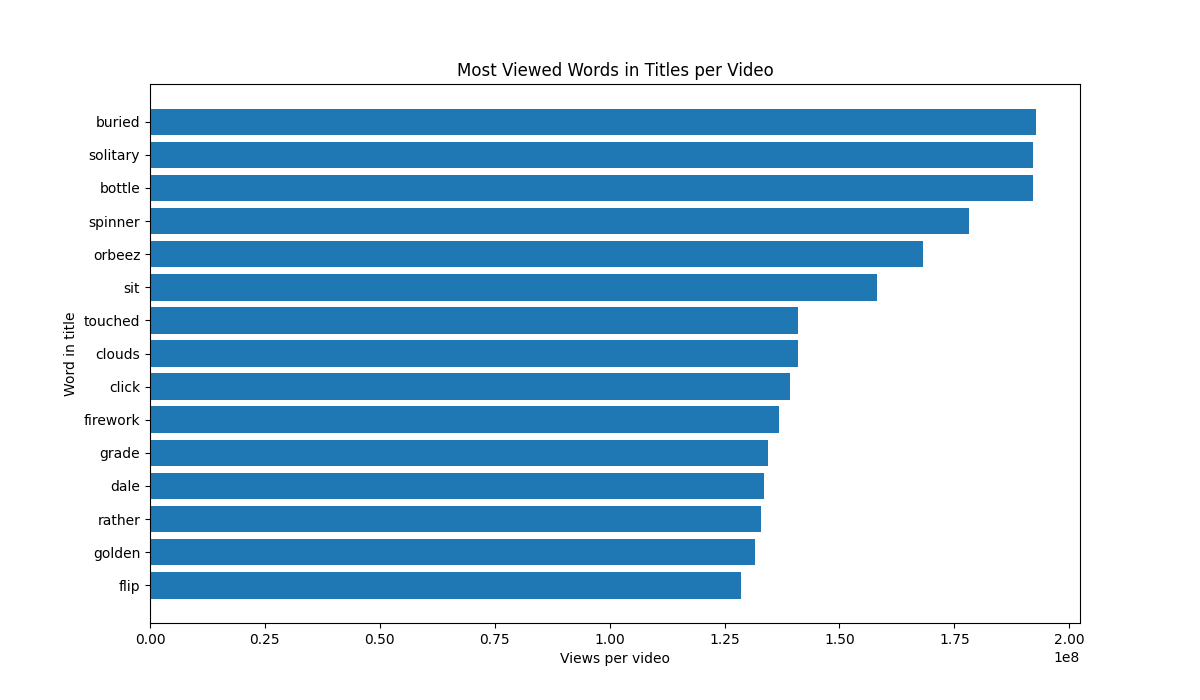 Most Viewed Words in Titles per Video
Word in title
buried
solitary
bottle
spinner
orbeez
sit
touched
clouds
click
firework
grade
dale
rather
golden
flip
0.00 0.25 0.50 0.75 1.00 1.25 1.50 1.75 2.00
1e8
Views per video